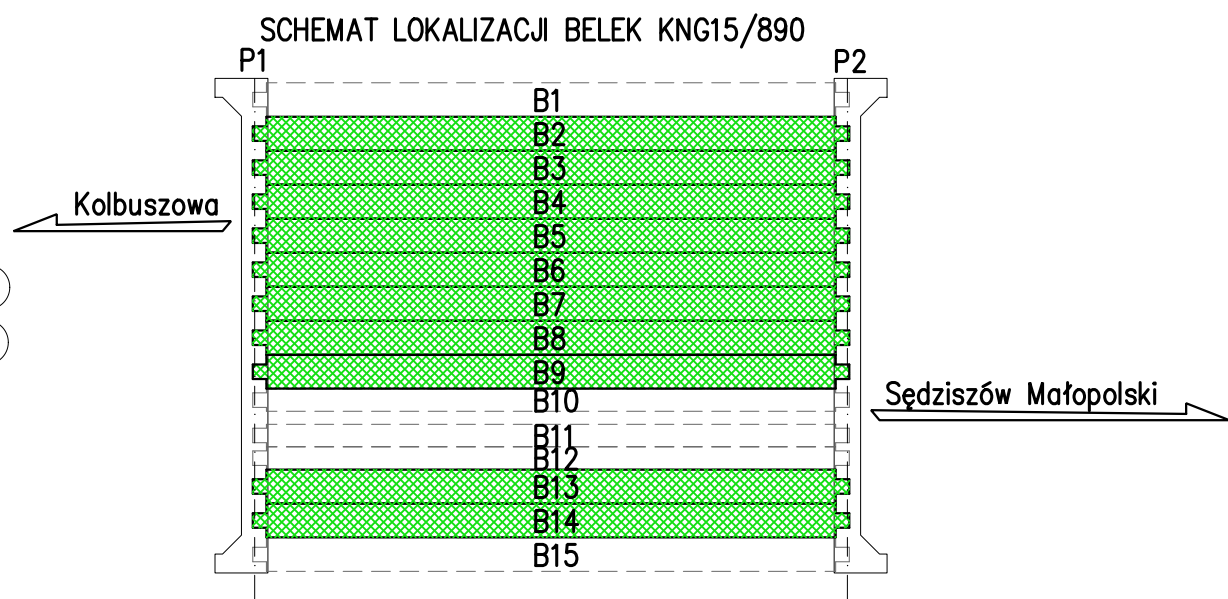 SCHEMAT LOKALIZACJI BELEK KNG15/890
P1
P2
B1
B2
B3
B4
Kolbuszowa
B5
B6
B7
B8
B9
B10
Sędziszów Małopolski
B11
B12
B13
B14
B15